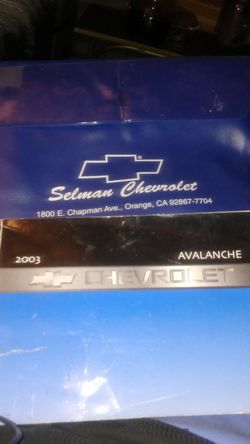 Selman Chevrolet
1800 E. Chapman Ave., Orange, CA 92867-7704
2003 AVALANCHE
CHEVROLET